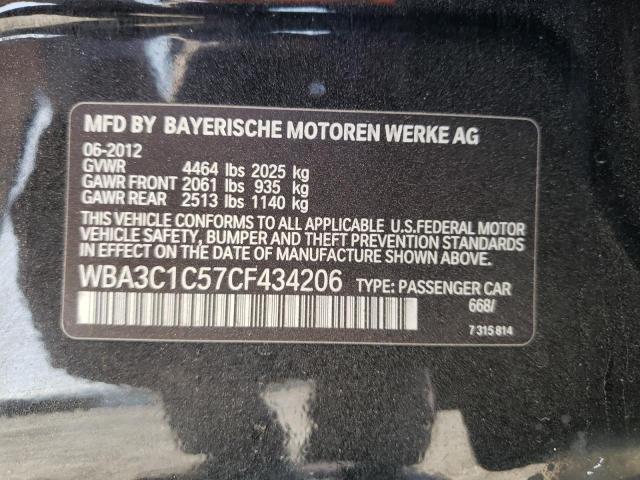 MFD BY BAYERISCHE MOTOREN WERKE AG
06-2012
GVWR 4464 lbs 2025 kg
GAWR FRONT 2061 lbs 935 kg
GAWR REAR 2513 lbs 1140 kg
THIS VEHICLE CONFORMS TO ALL APPLICABLE U.S.FEDERAL MOTOR
VEHICLE SAFETY, BUMPER AND THEFT PREVENTION STANDARDS
IN EFFECT ON THE DATE OF MANUFACTURE SHOWN ABOVE.
WBA3C1C57CF434206 TYPE: PASSENGER CAR
668/
7 315 814